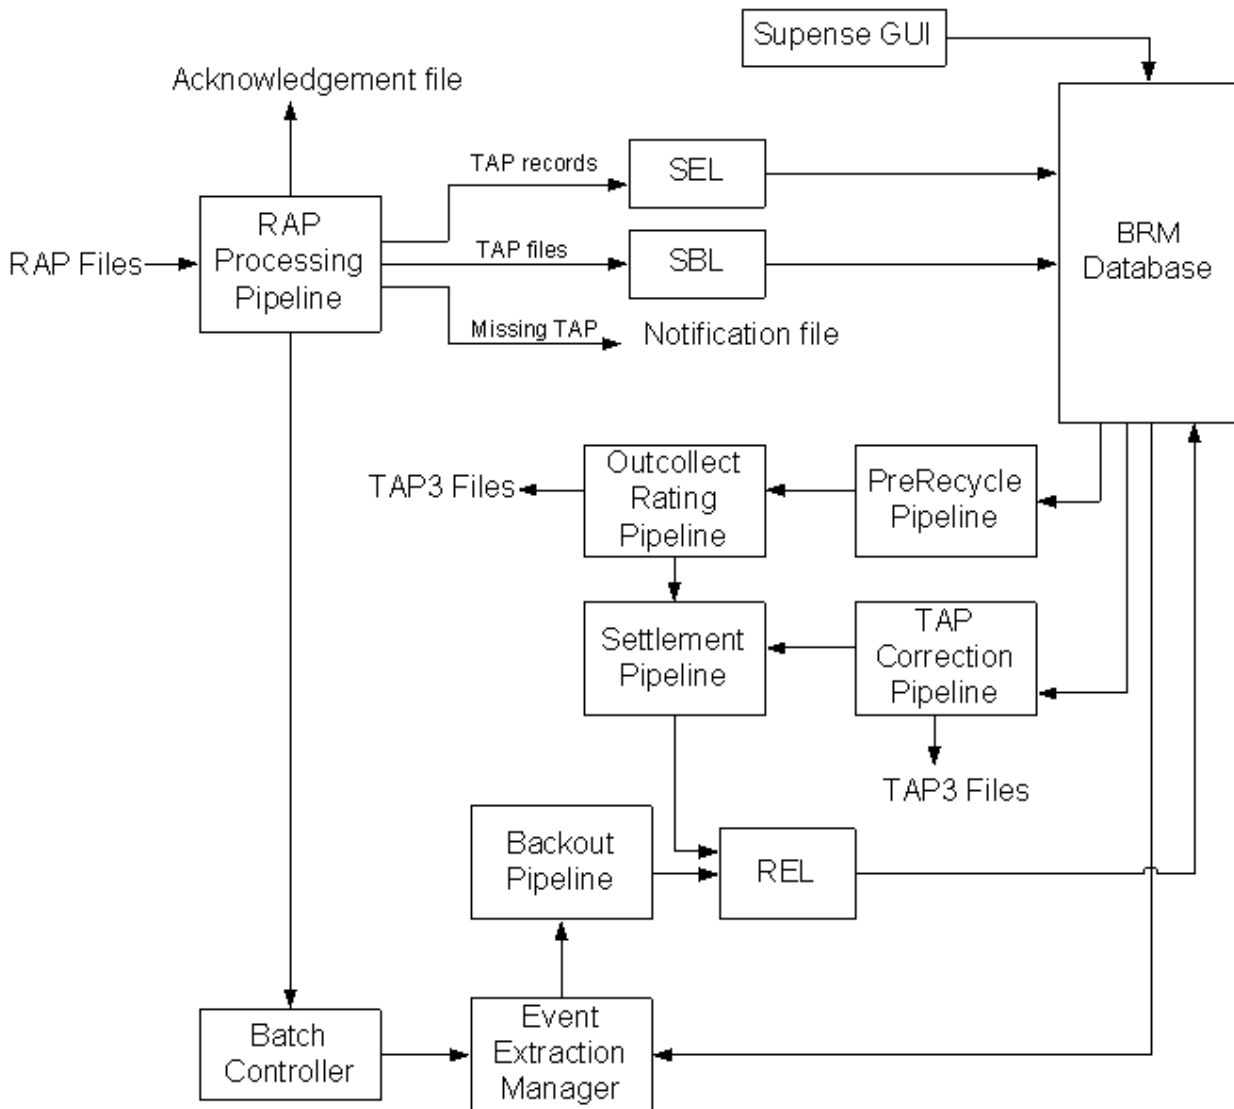 Supense GUI
Acknowledgement file
TAP records
SEL
RAP
Processing
Pipeline
RAP Files
TAP files
SBL
BRM
Database
Missing TAP
Notification file
Outcollect
Rating
Pipeline
TAP3 Files
PreRecycle
Pipeline
Settlement
Pipeline
TAP
Correction
Pipeline
TAP3 Files
Backout
Pipeline
REL
Batch
Controller
Event
Extraction
Manager